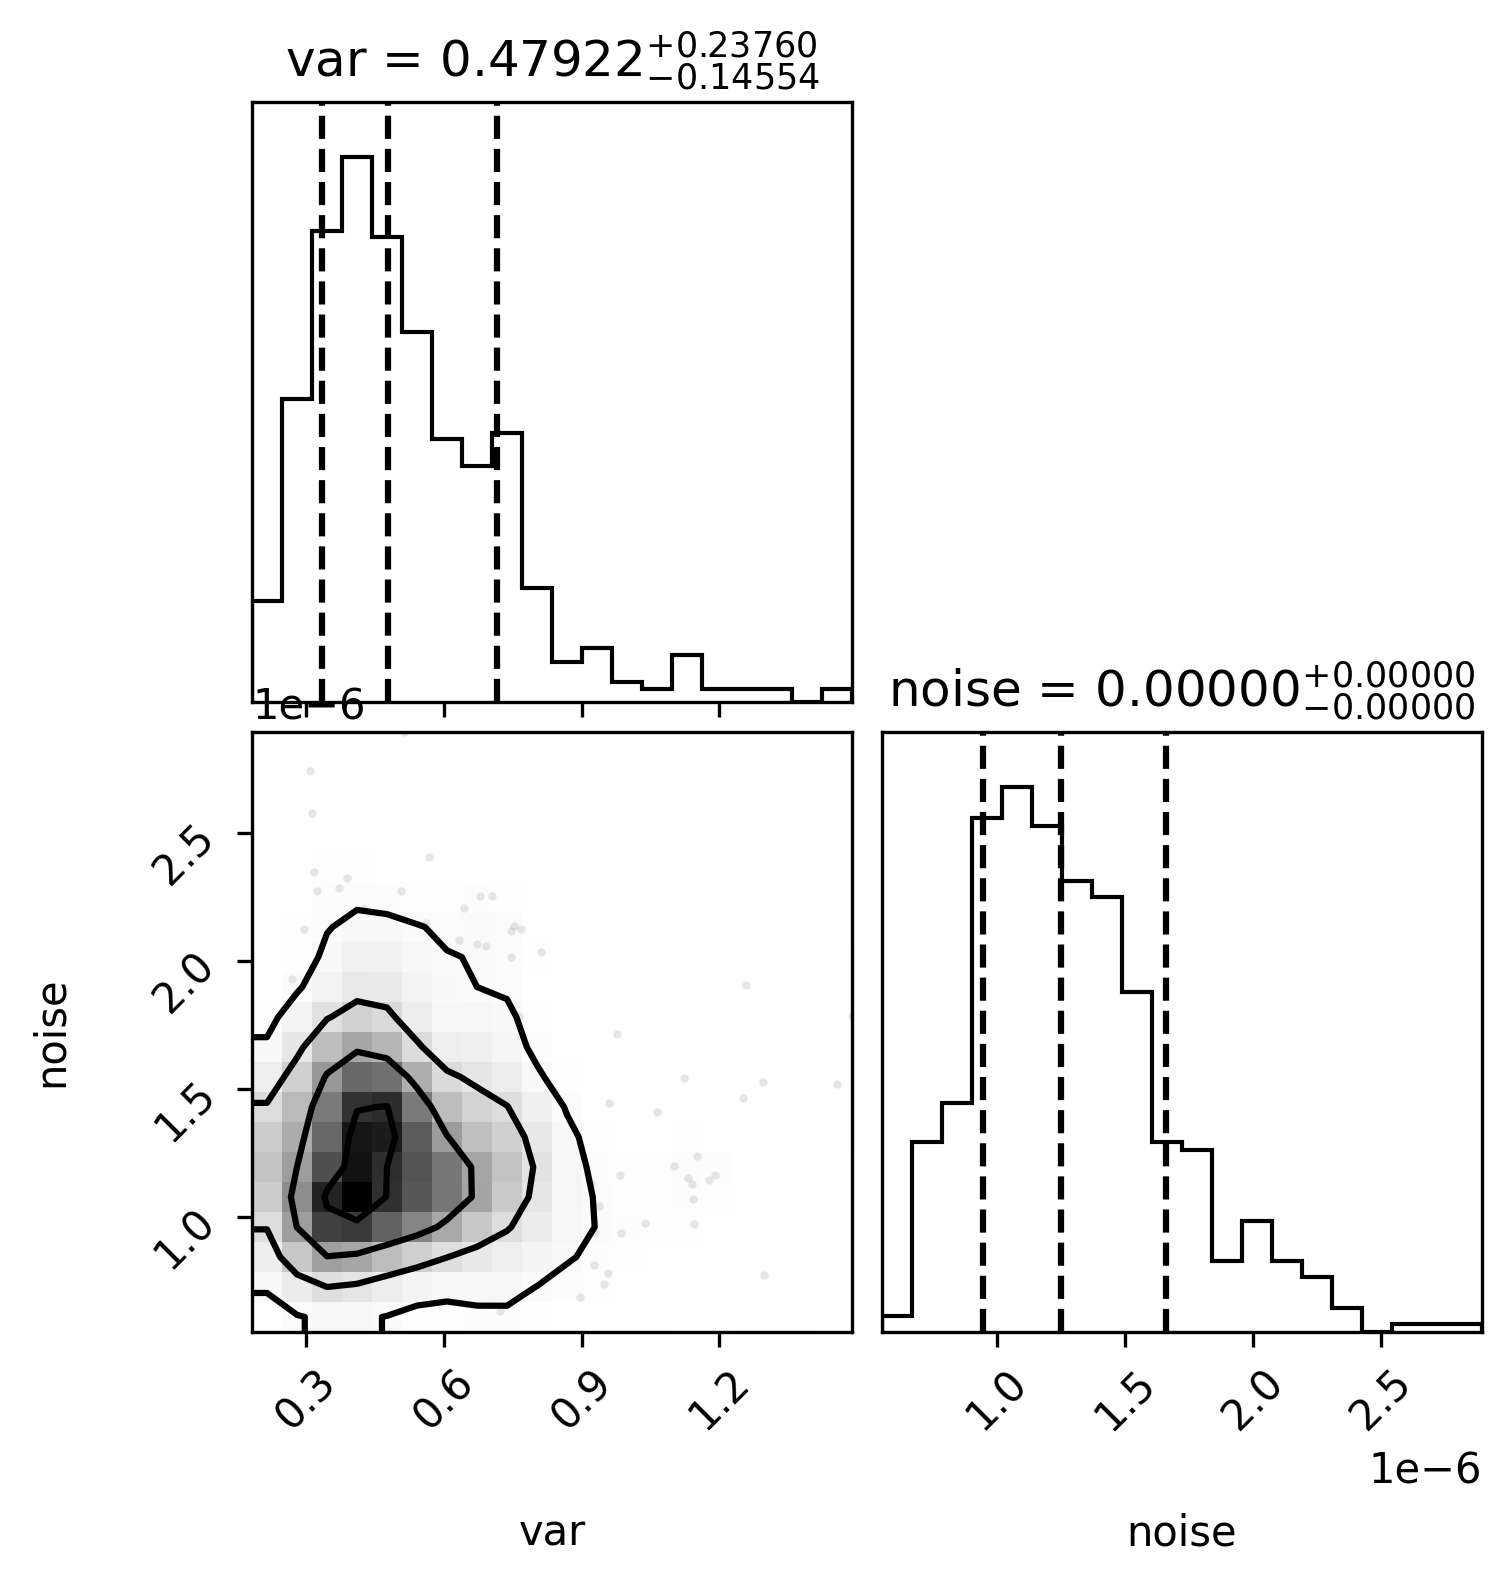 var = 0.47922 +0.23760 −0.14554
noise = 0.00000 +0.00000 −0.00000
1e−6
2.5
2.0
1.5
1.0
noise
0.3 0.6 0.9 1.2
var
1.0 1.5 2.0 2.5
1e−6
noise